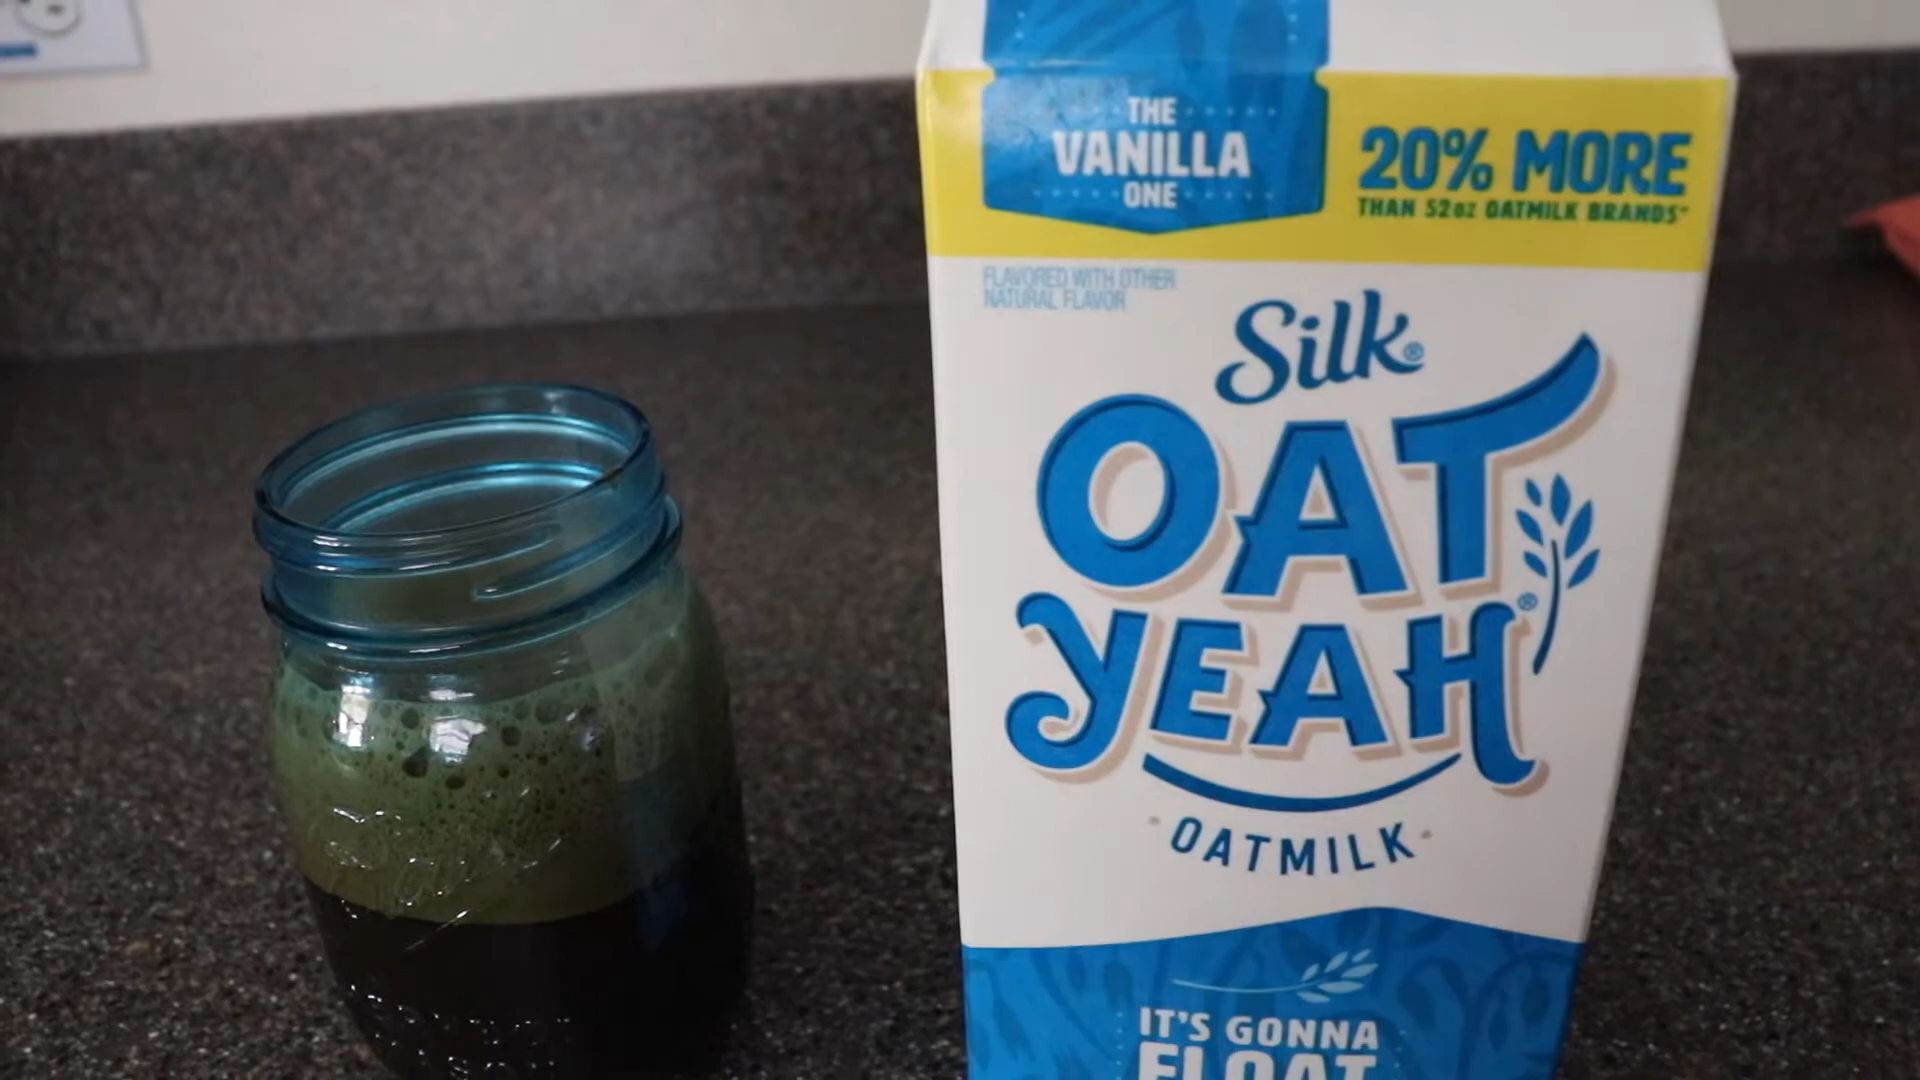 THE
VANILLA
ONE
20% MORE
THAN 52oz OATMILK BRANDS*
FLAVORED WITH OTHER
NATURAL FLAVOR
Silk®
OAT
YEAH®
OATMILK
IT'S GONNA
FLOAT